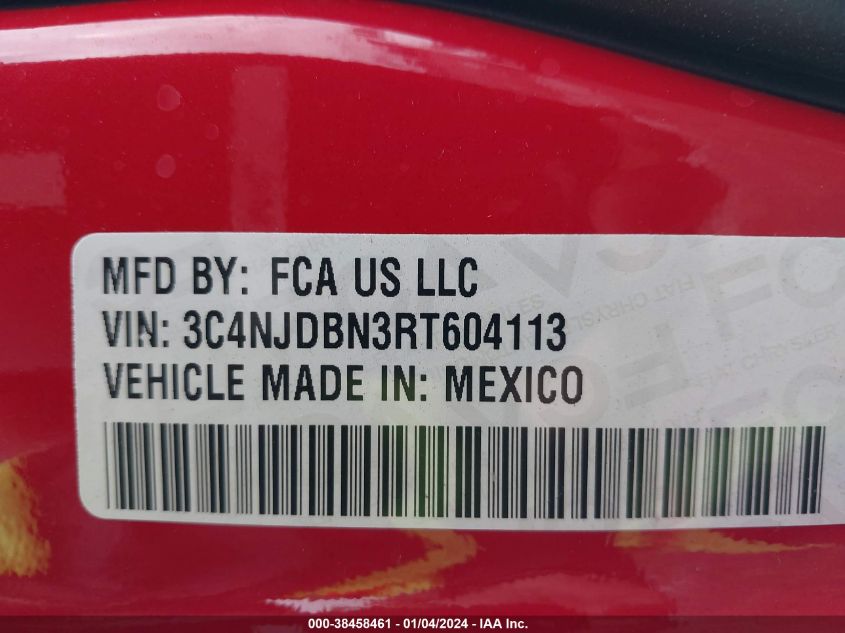 MFD BY: FCA US LLC
VIN: 3C4NJDBN3RT604113
VEHICLE MADE IN: MEXICO
000-38458461 - 01/04/2024 - IAA Inc.